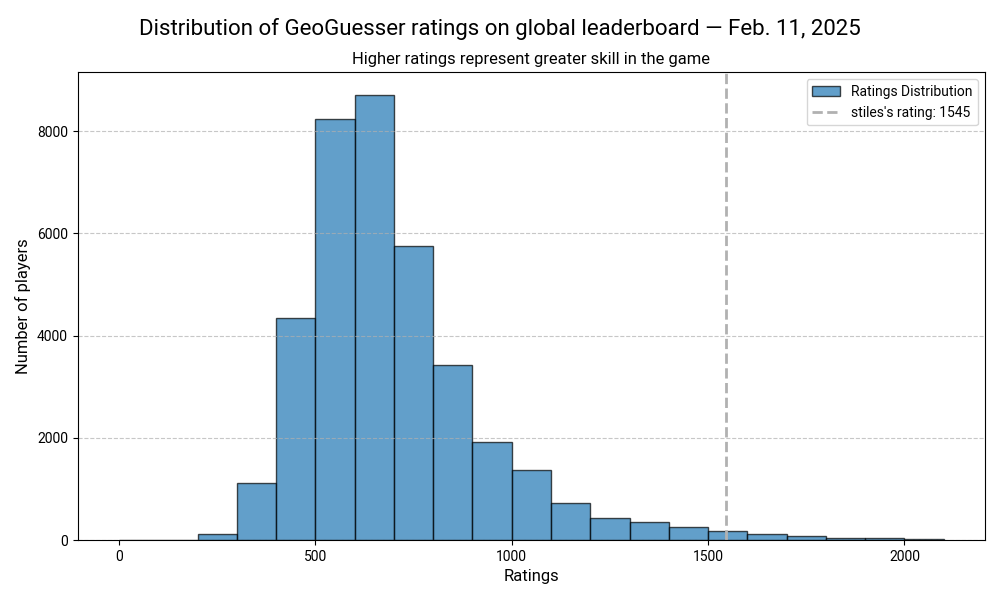 Distribution of GeoGuesser ratings on global leaderboard — Feb. 11, 2025
Higher ratings represent greater skill in the game
Ratings Distribution
stiles's rating: 1545
Number of players
8000
6000
4000
2000
0
0 500 1000 1500 2000
Ratings